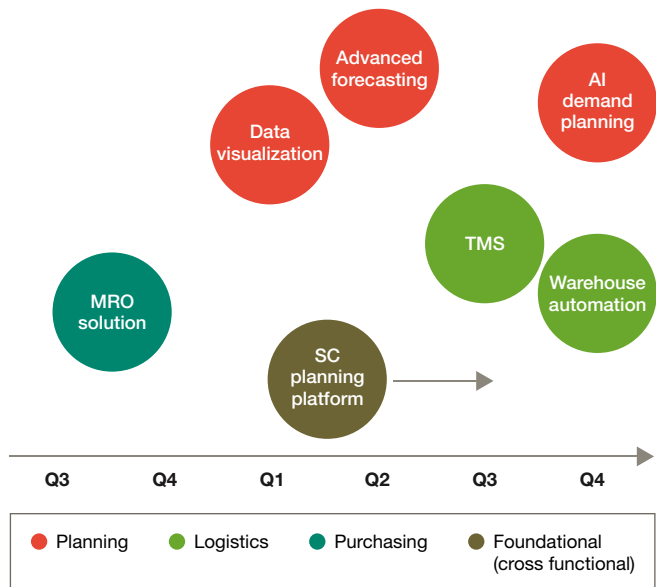 Advanced
forecasting
AI
demand
planning
Data
visualization
TMS
Warehouse
automation
MRO
solution
SC
planning
platform
Q3 Q4 Q1 Q2 Q3 Q4
Planning Logistics Purchasing Foundational
(cross functional)